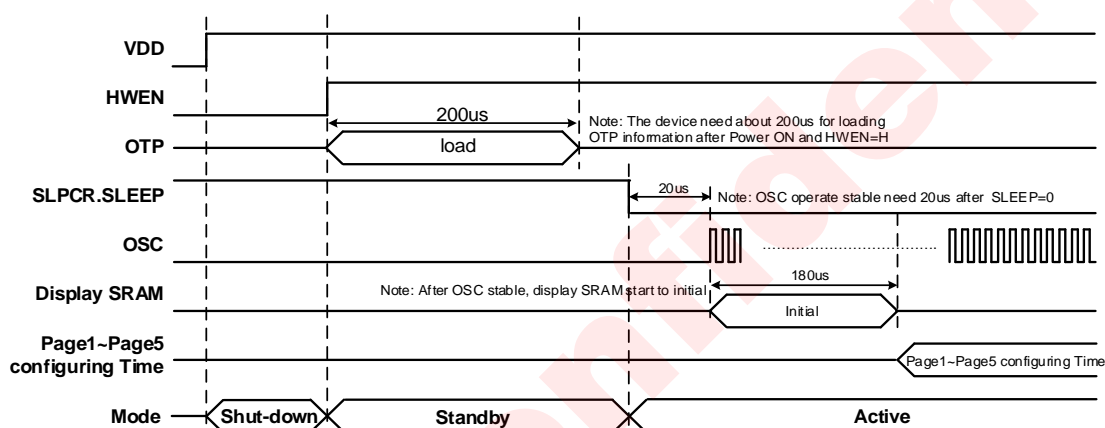 VDD
HWEN
200us
Note: The device need about 200us for loading
OTP information after Power ON and HWEN=H
OTP
load
SLPCR.SLEEP
20us
Note: OSC operate stable need 20us after SLEEP=0
OSC
180us
Display SRAM
Note: After OSC stable, display SRAM start to initial
Initial
Page1~Page5
configuring Time
Page1~Page5 configuring Time
Mode
Shut-down
Standby
Active